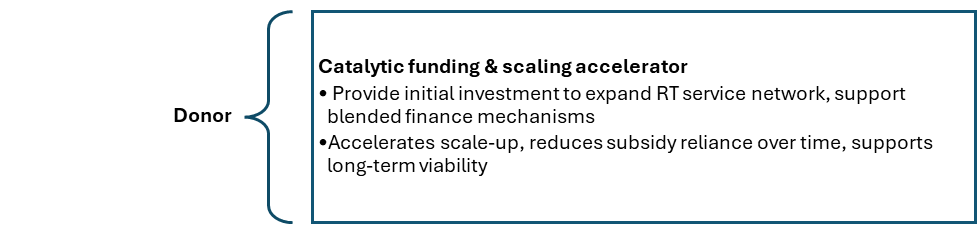 Donor
Catalytic funding & scaling accelerator
• Provide initial investment to expand RT service network, support
blended finance mechanisms
•Accelerates scale-up, reduces subsidy reliance over time, supports
long-term viability